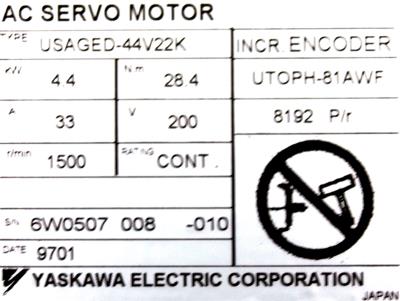 AC SERVO MOTOR
TYPE USAGED-44V22K INCR. ENCODER
kW 4.4 N·m 28.4 UTOPH-81AWF
A 33 V 200 8192 P/r
r/min 1500 RATING CONT.
S/N 6W0507 008 -010
DATE 9701
YASKAWA ELECTRIC CORPORATION
JAPAN